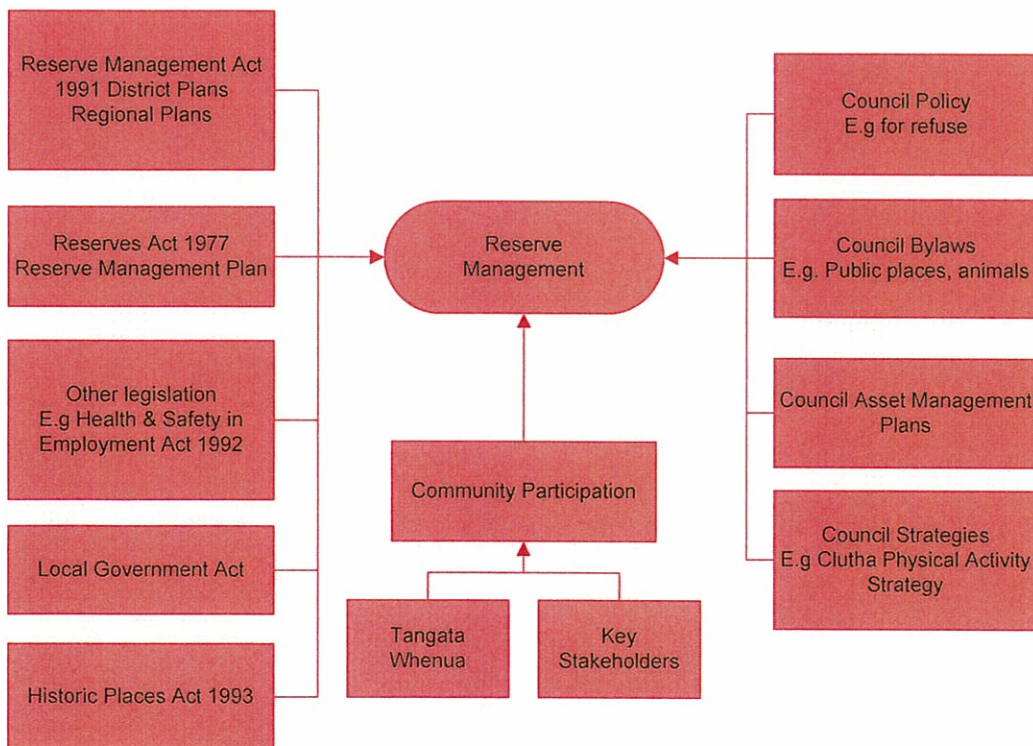 Reserve Management Act
1991 District Plans
Regional Plans
Reserves Act 1977
Reserve Management Plan
Other legislation
E.g Health & Safety in
Employment Act 1992
Local Government Act
Historic Places Act 1993
Reserve
Management
Community Participation
Tangata
Whenua
Key
Stakeholders
Council Policy
E.g for refuse
Council Bylaws
E.g. Public places, animals
Council Asset Management
Plans
Council Strategies
E.g Clutha Physical Activity
Strategy